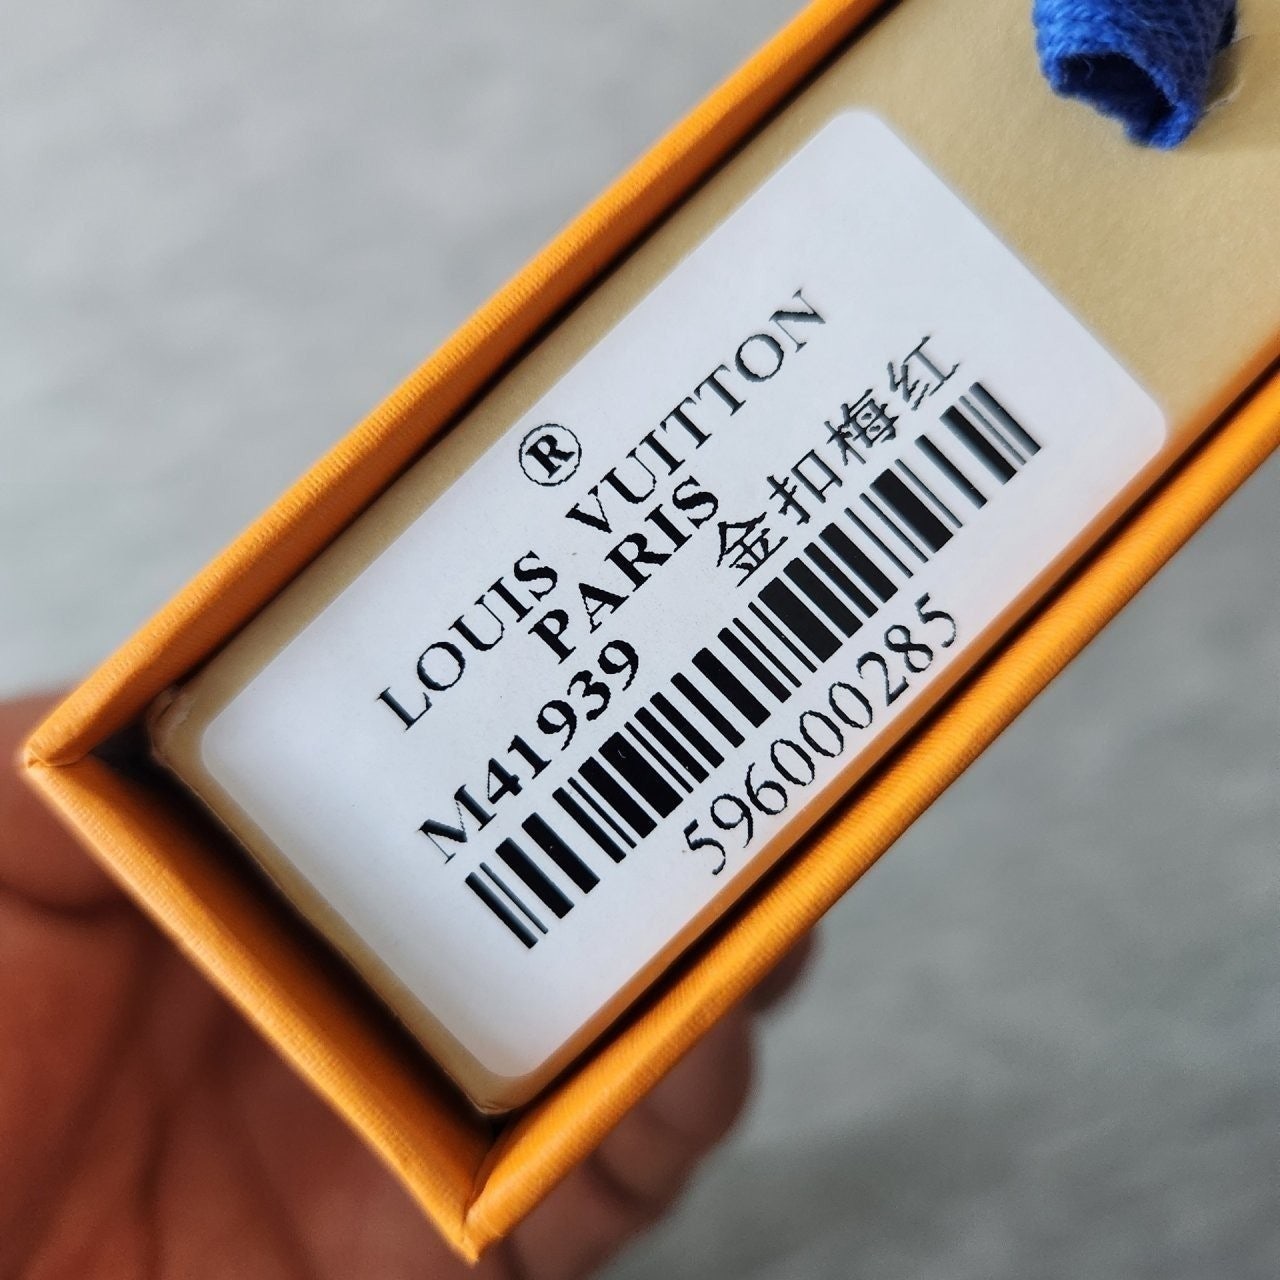 ®
LOUIS VUITTON
PARIS
M41939 金扣梅红
596000285